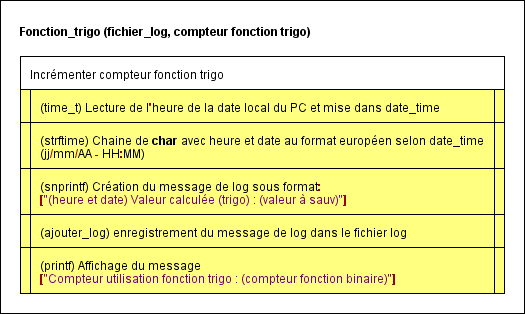 Fonction_trigo (fichier_log, compteur fonction trigo)
Incrémenter compteur fonction trigo
(time_t) Lecture de l'heure de la date local du PC et mise dans date_time
(strftime) Chaine de char avec heure et date au format européen selon date_time
(jj/mm/AA - HH:MM)
(snprintf) Création du message de log sous format:
["(heure et date) Valeur calculée (trigo) : (valeur à sauv)"]
(ajouter_log) enregistrement du message de log dans le fichier log
(printf) Affichage du message
["Compteur utilisation fonction trigo : (compteur fonction binaire)"]